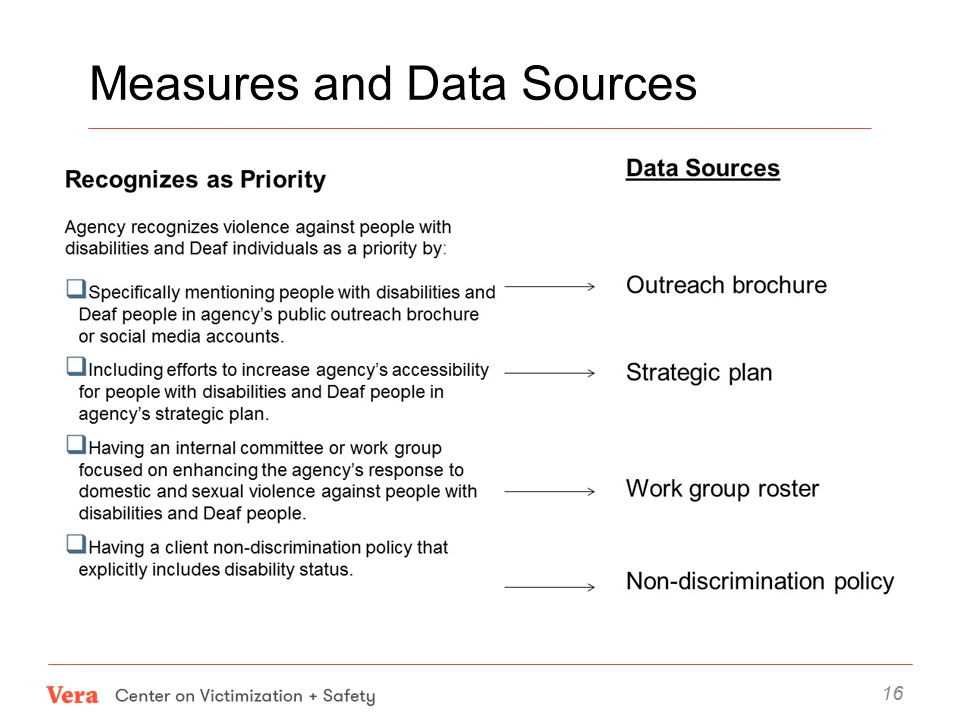 Measures and Data Sources
Recognizes as Priority
Agency recognizes violence against people with
disabilities and Deaf individuals as a priority by:
Specifically mentioning people with disabilities and
Deaf people in agency's public outreach brochure
or social media accounts.
Including efforts to increase agency's accessibility
for people with disabilities and Deaf people in
agency's strategic plan.
Having an internal committee or work group
focused on enhancing the agency's response to
domestic and sexual violence against people with
disabilities and Deaf people.
Having a client non-discrimination policy that
explicitly includes disability status.
Data Sources
Outreach brochure
Strategic plan
Work group roster
Non-discrimination policy
Vera Center on Victimization + Safety
16